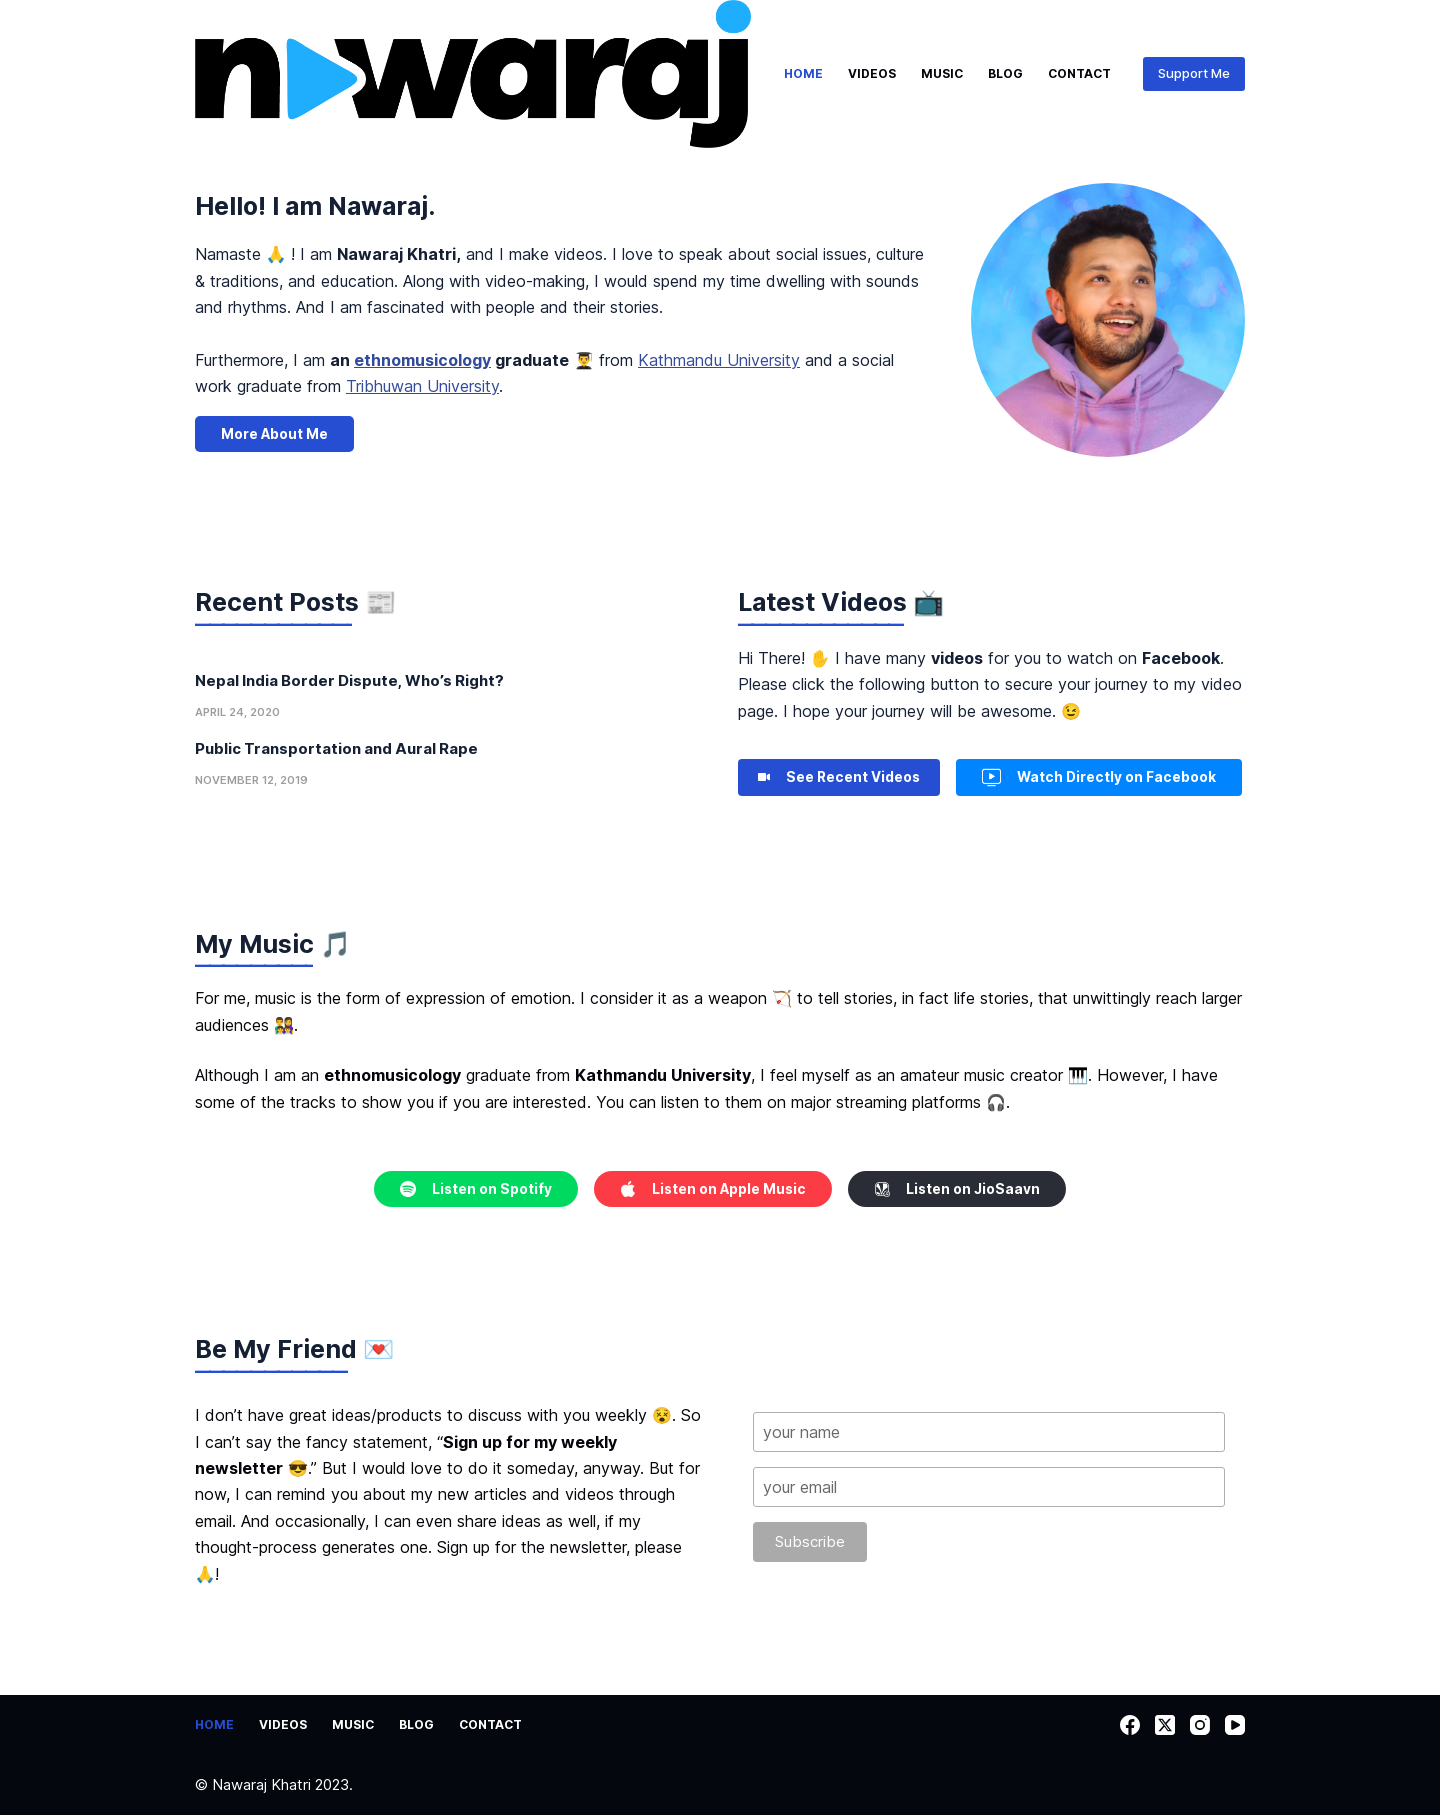 nawaraj
HOME VIDEOS MUSIC BLOG CONTACT Support Me
Hello! I am Nawaraj.
Namaste 🙏 ! I am Nawaraj Khatri, and I make videos. I love to speak about social issues, culture
& traditions, and education. Along with video-making, I would spend my time dwelling with sounds
and rhythms. And I am fascinated with people and their stories.
Furthermore, I am an ethnomusicology graduate 👨‍🎓 from Kathmandu University and a social
work graduate from Tribhuwan University.
More About Me
Recent Posts 📰
Nepal India Border Dispute, Who’s Right?
APRIL 24, 2020
Public Transportation and Aural Rape
NOVEMBER 12, 2019
Latest Videos 📺
Hi There! ✋ I have many videos for you to watch on Facebook.
Please click the following button to secure your journey to my video
page. I hope your journey will be awesome. 😉
See Recent Videos
Watch Directly on Facebook
My Music 🎵
For me, music is the form of expression of emotion. I consider it as a weapon 🏹 to tell stories, in fact life stories, that unwittingly reach larger
audiences 👩‍👩‍👧‍👦.
Although I am an ethnomusicology graduate from Kathmandu University, I feel myself as an amateur music creator 🎹. However, I have
some of the tracks to show you if you are interested. You can listen to them on major streaming platforms 🎧.
Listen on Spotify
Listen on Apple Music
Listen on JioSaavn
Be My Friend 💌
I don’t have great ideas/products to discuss with you weekly 😵. So
I can’t say the fancy statement, “Sign up for my weekly
newsletter 😎.” But I would love to do it someday, anyway. But for
now, I can remind you about my new articles and videos through
email. And occasionally, I can even share ideas as well, if my
thought-process generates one. Sign up for the newsletter, please
🙏!
your name
your email
Subscribe
HOME VIDEOS MUSIC BLOG CONTACT
© Nawaraj Khatri 2023.